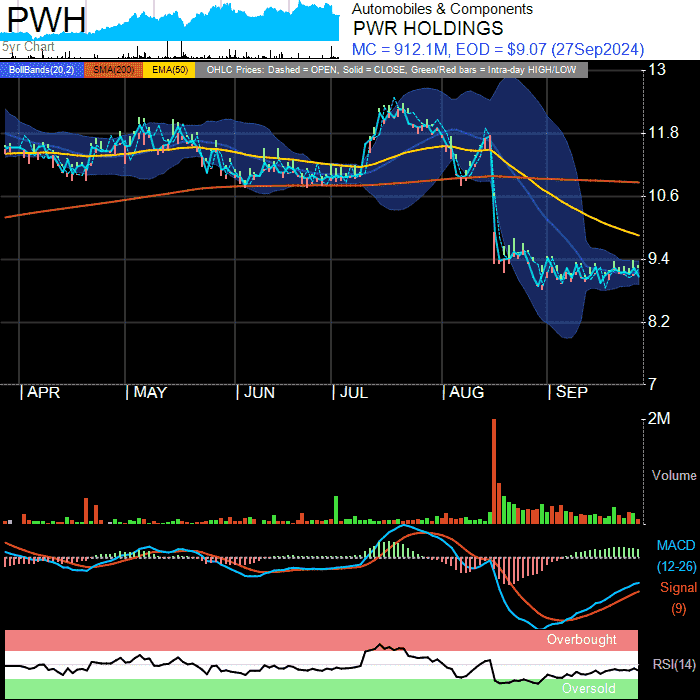 PWH
5yr Chart
Automobiles & Components
PWR HOLDINGS
MC = 912.1M, EOD = $9.07 (27Sep2024)
BollBands(20,2) SMA(200) EMA(50) OHLC Prices: Dashed = OPEN, Solid = CLOSE, Green/Red bars = Intra-day HIGH/LOW
13
11.8
10.6
9.4
8.2
7
APR MAY JUN JUL AUG SEP
2M
Volume
MACD
(12-26)
Signal
(9)
Overbought
RSI(14)
Oversold